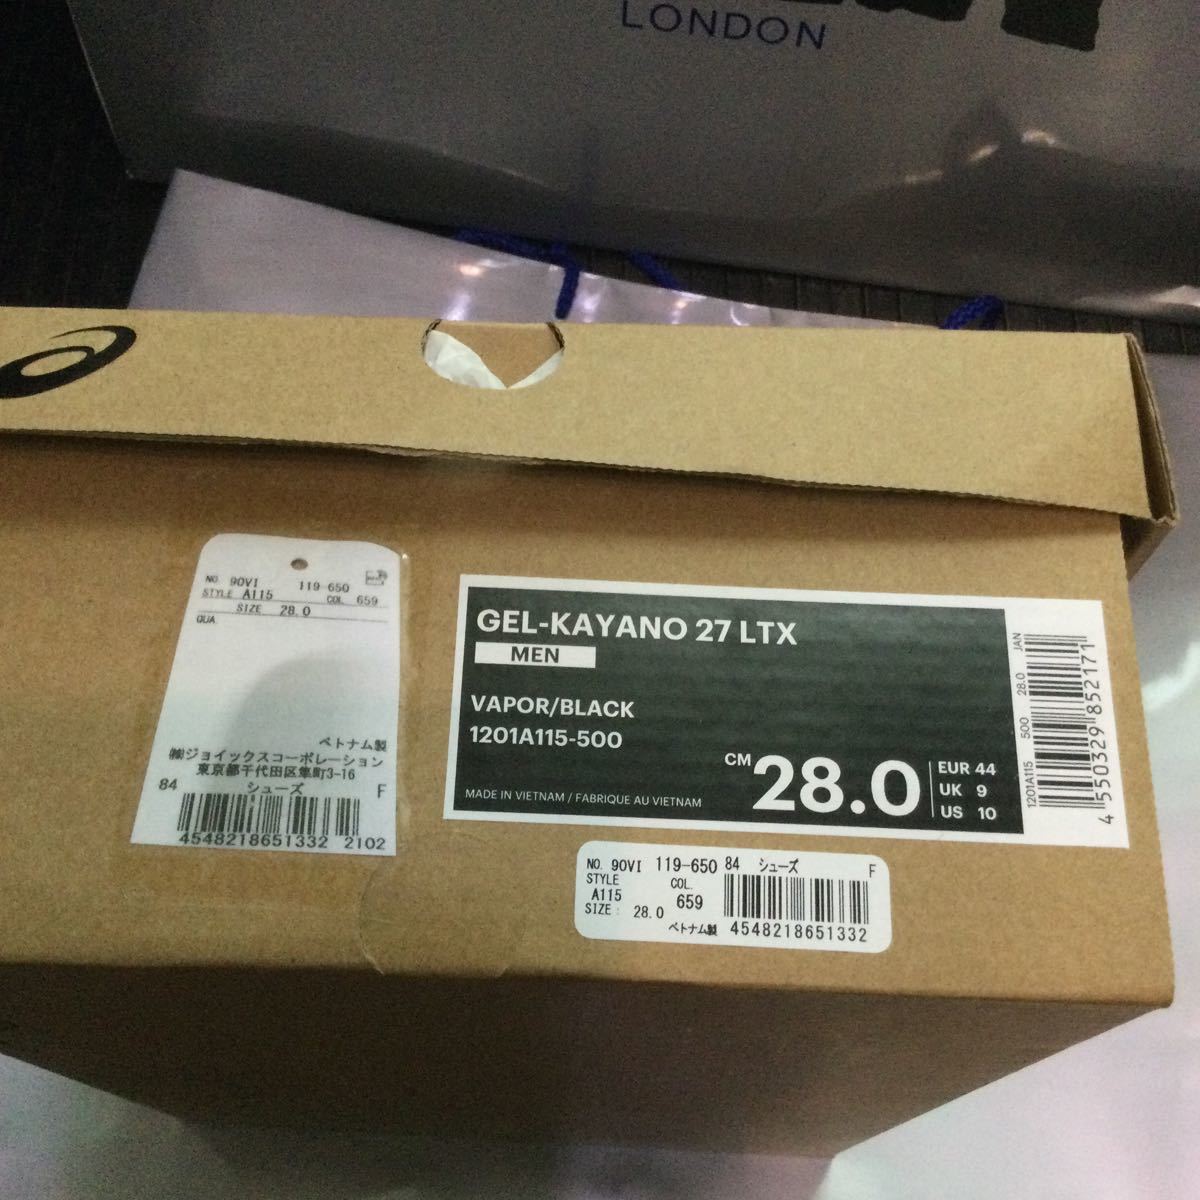 LONDON
NO. 90VI 119-650
STYLE A115 COL. 659
SIZE 28.0
QUA.
ベトナム製
㈱ジョイックスコーポレーション
東京都千代田区隼町3-16
84 シューズ F
4548218651332 2102
GEL-KAYANO 27 LTX
MEN
VAPOR/BLACK
1201A115-500
MADE IN VIETNAM / FABRIQUE AU VIETNAM
CM 28.0
EUR 44
UK 9
US 10
1201A115 500 28.0 JAN
4 550329 852171
NO. 90VI 119-650 84 シューズ F
STYLE COL.
A115 659
SIZE: 28.0
ベトナム製 4548218651332